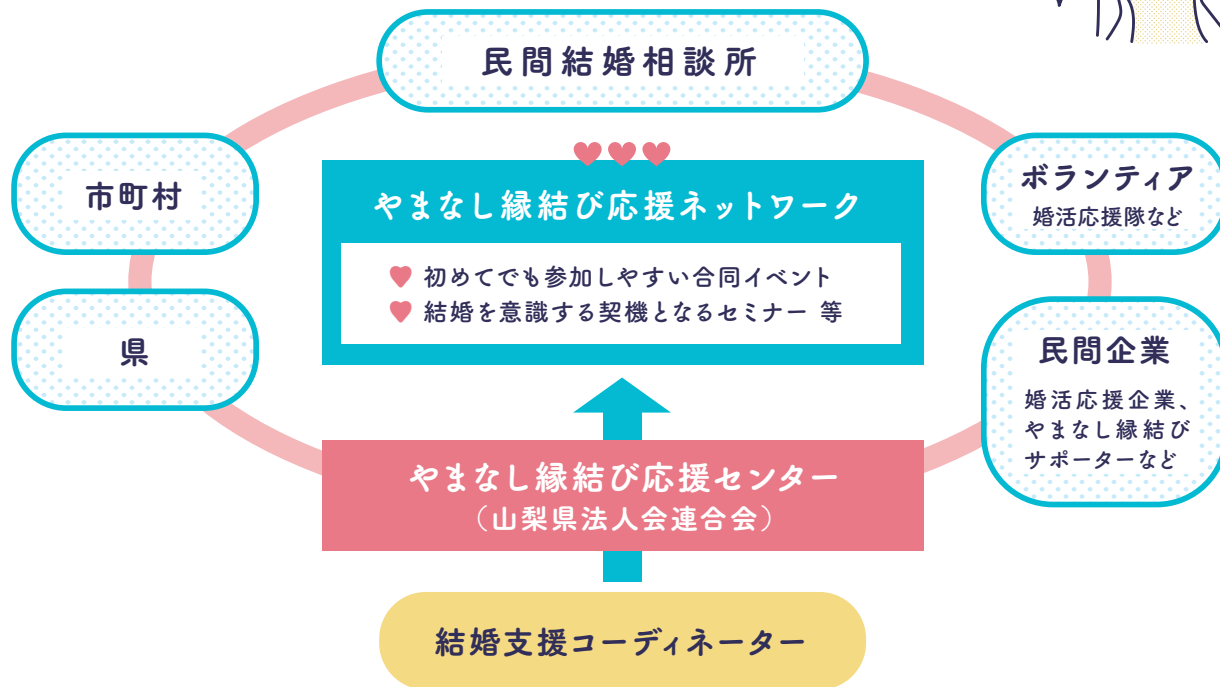 民間結婚相談所
市町村
ボランティア
婚活応援隊など
やまなし縁結び応援ネットワーク
初めてでも参加しやすい合同イベント
結婚を意識する契機となるセミナー 等
県
民間企業
婚活応援企業、
やまなし縁結び
サポーターなど
やまなし縁結び応援センター
（山梨県法人会連合会）
結婚支援コーディネーター